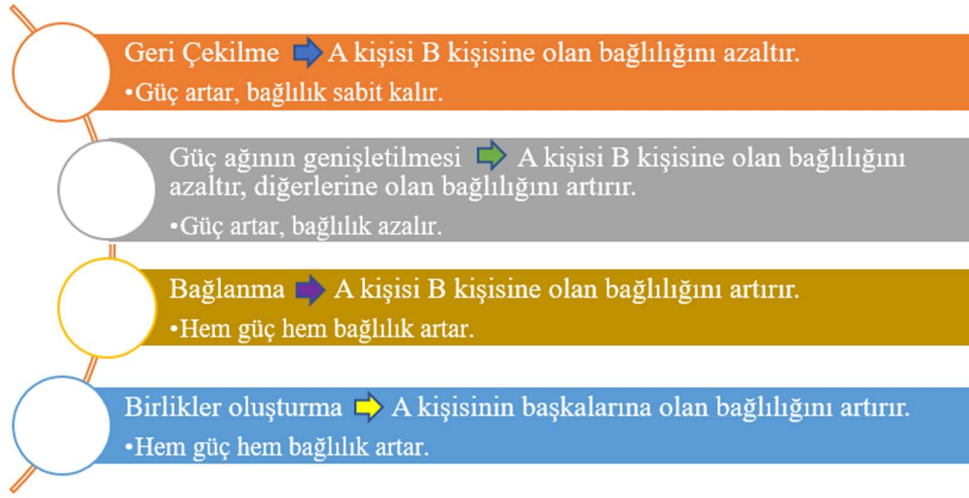 Geri Çekilme A kişisi B kişisine olan bağlılığını azaltır.
•Güç artar, bağlılık sabit kalır.
Güç ağının genişletilmesi A kişisi B kişisine olan bağlılığını
azaltır, diğerlerine olan bağlılığını artırır.
•Güç artar, bağlılık azalır.
Bağlanma A kişisi B kişisine olan bağlılığını artırır.
•Hem güç hem bağlılık artar.
Birlikler oluşturma A kişisinin başkalarına olan bağlılığını artırır.
•Hem güç hem bağlılık artar.